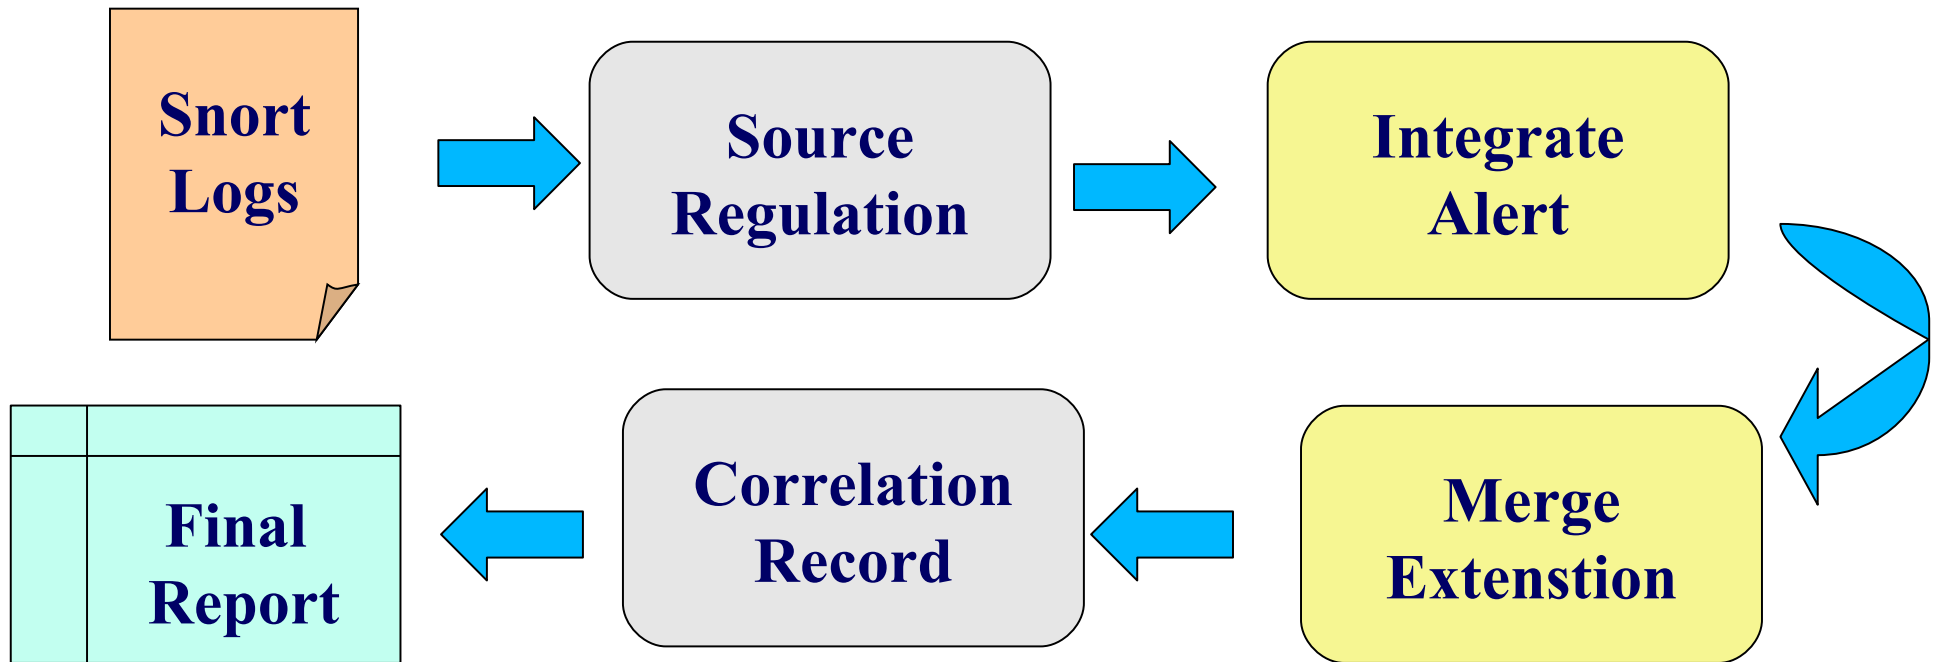 Snort
Logs
Source
Regulation
Integrate
Alert
Merge
Extenstion
Correlation
Record
Final
Report